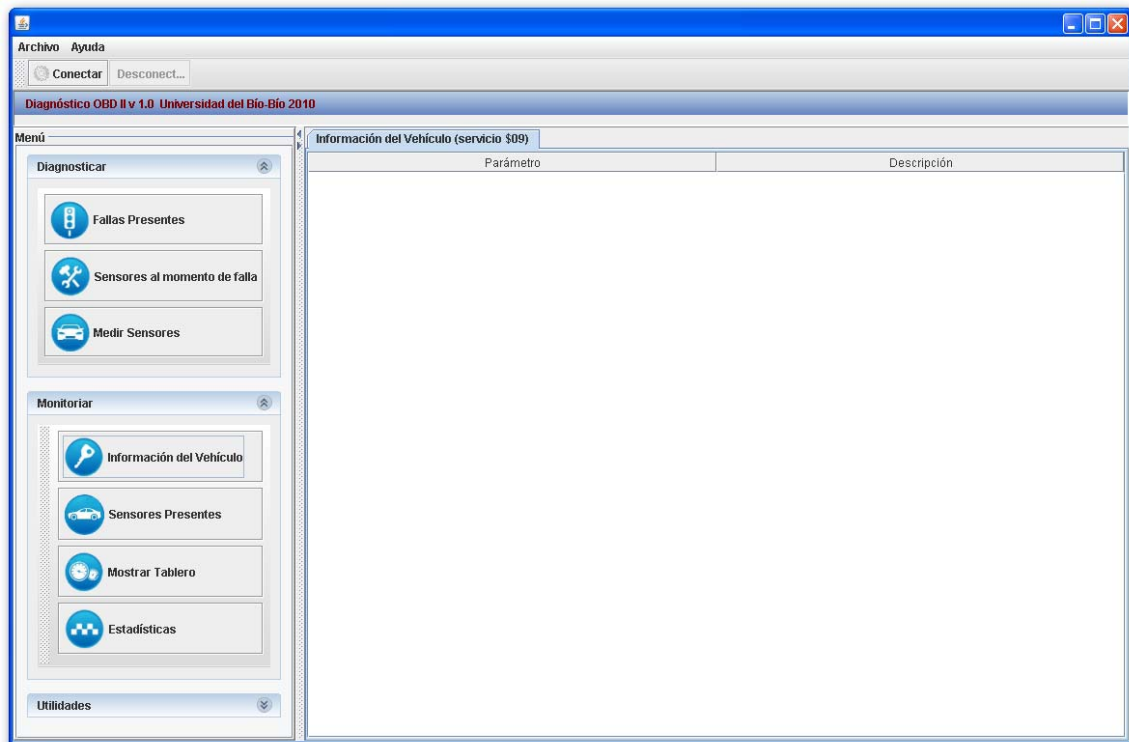 Archivo Ayuda
Conectar Desconect...
Diagnóstico OBD II v 1.0 Universidad del Bío-Bío 2010
Menú
Diagnosticar
Fallas Presentes
Sensores al momento de falla
Medir Sensores
Monitoriar
Información del Vehículo
Sensores Presentes
Mostrar Tablero
Estadísticas
Utilidades
Información del Vehículo (servicio $09)
Parámetro Descripción